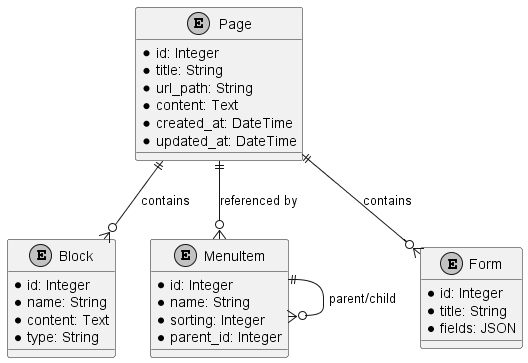 E Page
id: Integer
title: String
url_path: String
content: Text
created_at: DateTime
updated_at: DateTime
contains
referenced by
contains
E Block
id: Integer
name: String
content: Text
type: String
E MenuItem
id: Integer
name: String
sorting: Integer
parent_id: Integer
parent/child
E Form
id: Integer
title: String
fields: JSON